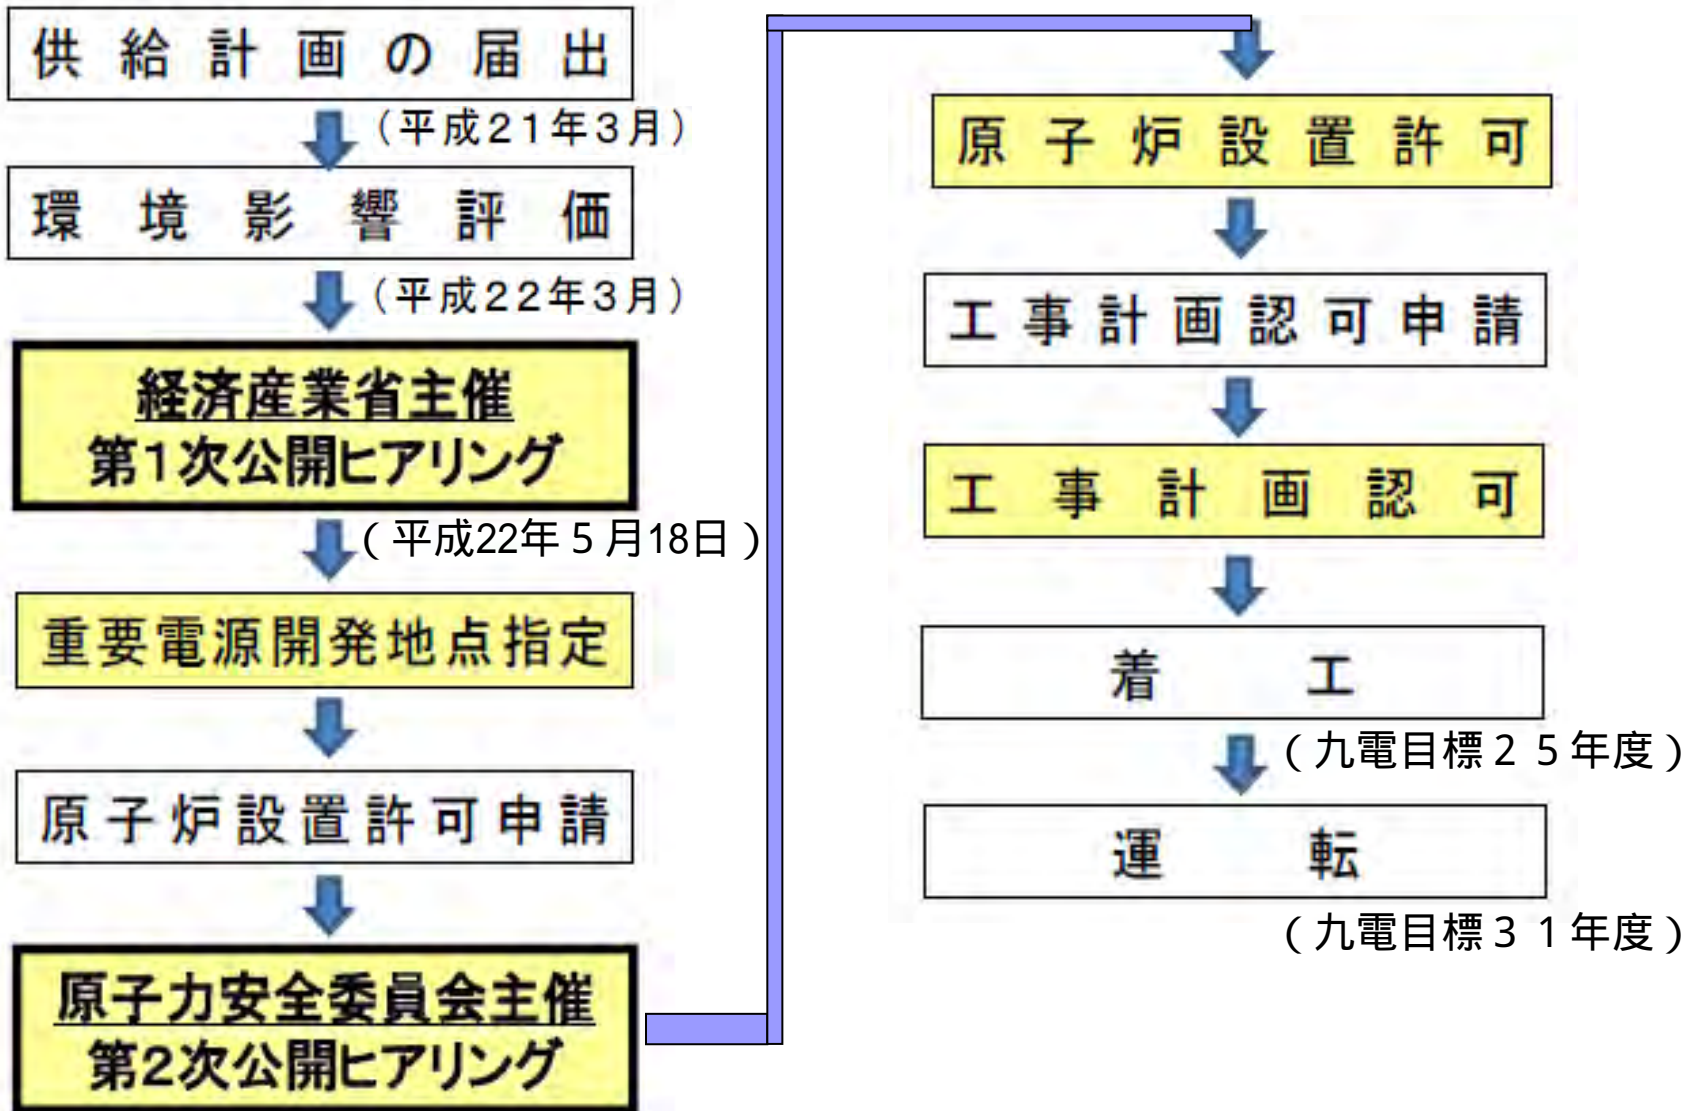 供給計画の届出
（平成21年3月）
環境影響評価
（平成22年3月）
経済産業省主催
第1次公開ヒアリング
（平成22年５月18日）
重要電源開発地点指定
原子炉設置許可申請
原子力安全委員会主催
第2次公開ヒアリング
原子炉設置許可
工事計画認可申請
工事計画認可
着工
（九電目標２５年度）
運転
（九電目標３１年度）